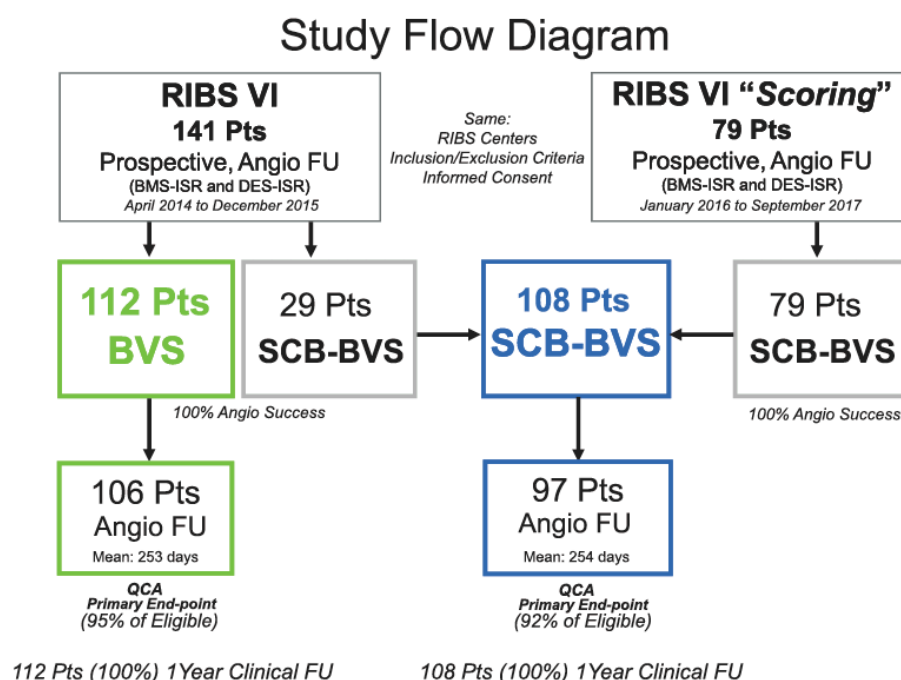 Study Flow Diagram
RIBS VI
141 Pts
Prospective, Angio FU
(BMS-ISR and DES-ISR)
April 2014 to December 2015
Same:
RIBS Centers
Inclusion/Exclusion Criteria
Informed Consent
RIBS VI “Scoring”
79 Pts
Prospective, Angio FU
(BMS-ISR and DES-ISR)
January 2016 to September 2017
112 Pts
BVS
29 Pts
SCB-BVS
108 Pts
SCB-BVS
79 Pts
SCB-BVS
100% Angio Success
100% Angio Success
106 Pts
Angio FU
Mean: 253 days
97 Pts
Angio FU
Mean: 254 days
QCA
Primary End-point
(95% of Eligible)
QCA
Primary End-point
(92% of Eligible)
112 Pts (100%) 1Year Clinical FU
108 Pts (100%) 1Year Clinical FU